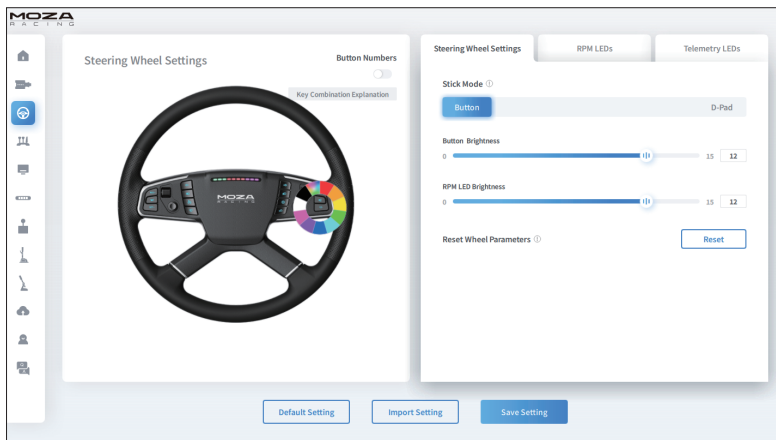 MOZA
RACING
Steering Wheel Settings
Button Numbers
Key Combination Explanation
MOZA
RACING
Steering Wheel Settings
RPM LEDs
Telemetry LEDs
Stick Mode
Button
D-Pad
Button Brightness
0
15
12
RPM LED Brightness
0
15
12
Reset Wheel Parameters
Reset
Default Setting
Import Setting
Save Setting